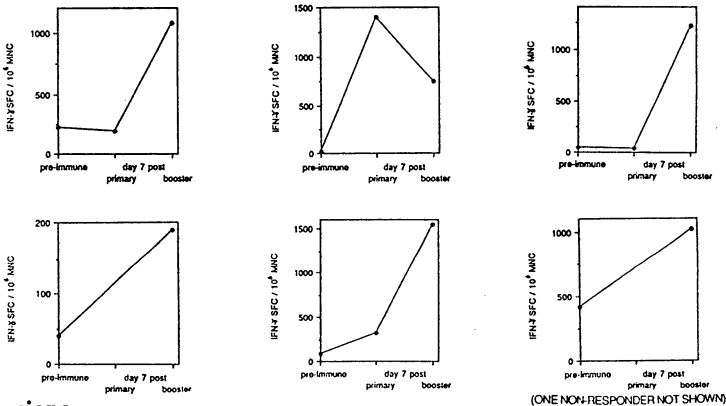 IFN-γ SFC / 10⁶ MNC
1000
500
0
pre-immune
day 7 post
primary
booster
IFN-γ SFC / 10⁶ MNC
1500
1000
750
500
250
0
pre-immune
day 7 post
primary
booster
IFN-γ SFC / 10⁶ MNC
1000
500
0
pre-immune
day 7 post
primary
booster
IFN-γ SFC / 10⁶ MNC
200
100
0
pre-immune
day 7 post
primary
booster
IFN-γ SFC / 10⁶ MNC
1500
1000
500
0
pre-immune
day 7 post
primary
booster
IFN-γ SFC / 10⁶ MNC
1000
500
0
pre-immune
day 7 post
primary
booster
(ONE NON-RESPONDER NOT SHOWN)